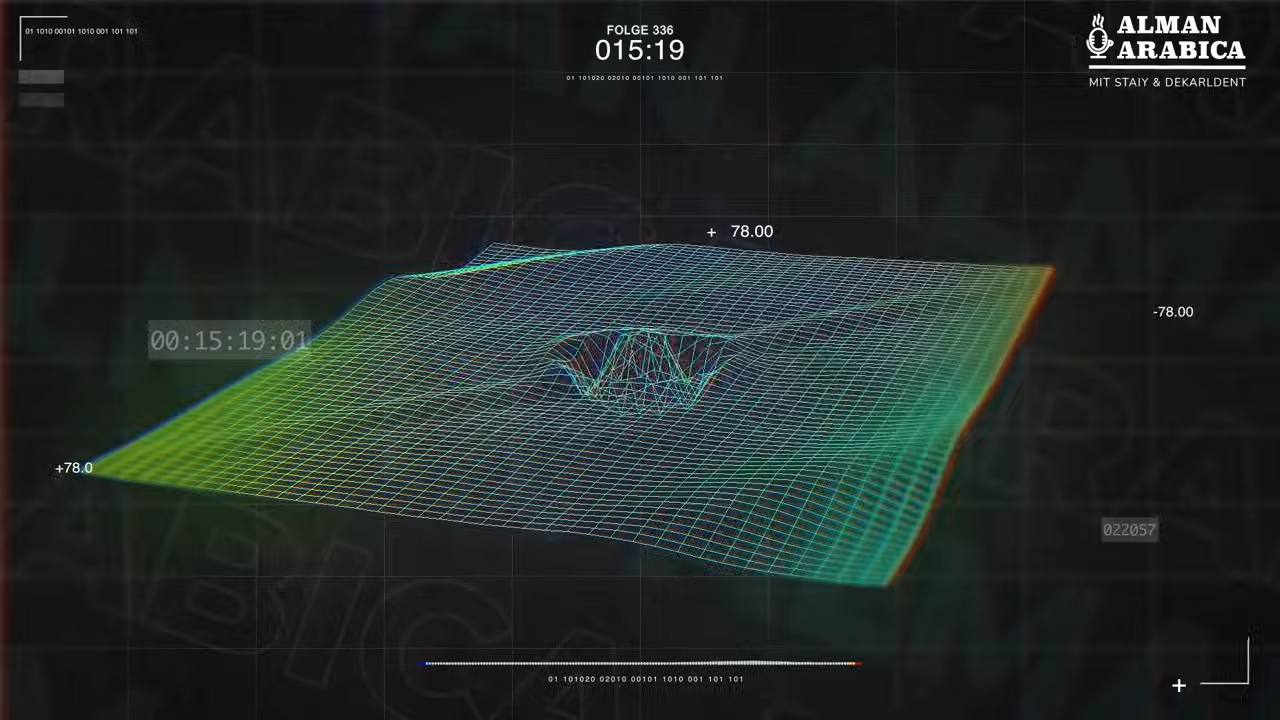 01 1010 00101 1010 001 101 101
FOLGE 336
015:19
01 101020 02010 00101 1010 001 101 101
ALMAN
ARABICA
MIT STAIY & DEKARLDENT
+ 78.00
-78.00
00:15:19:01
+78.0
022057
01 101020 02010 00101 1010 001 101 101
+